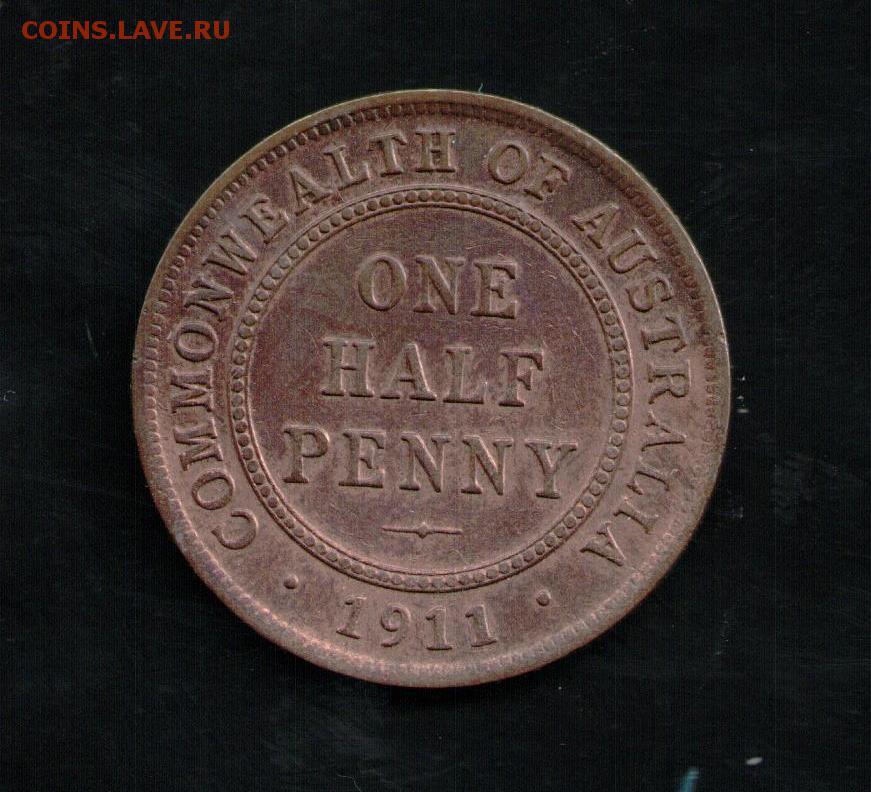 COINS.LAVE.RU
COMMONWEALTH OF AUSTRALIA
ONE
HALF
PENNY
· 1911 ·